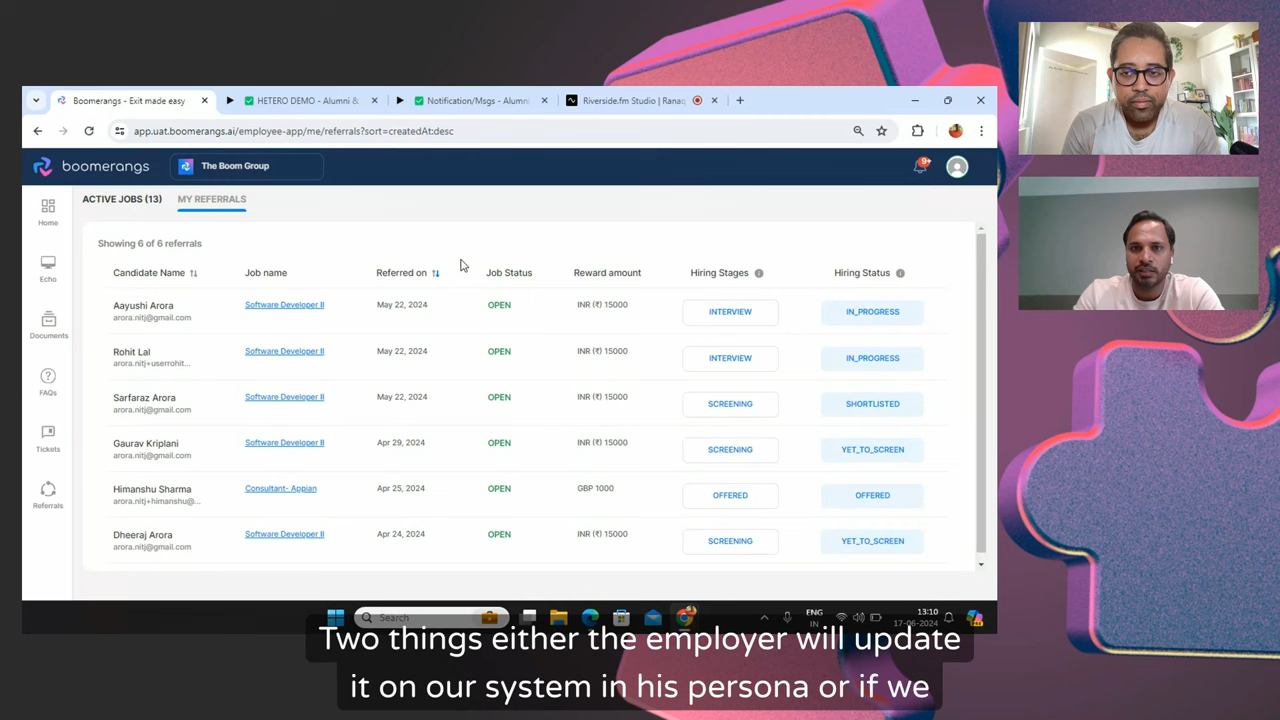 Boomerangs - Exit made easy
HETERO DEMO - Alumni &
Notification/Msgs - Alumni
Riverside.fm Studio | Rana
app.uat.boomerangs.ai/employee-app/me/referrals?sort=createdAt:desc
boomerangs
The Boom Group
9+
Home
Echo
Documents
FAQs
Tickets
Referrals
ACTIVE JOBS (13) MY REFERRALS
Showing 6 of 6 referrals
Candidate Name Job name Referred on Job Status Reward amount Hiring Stages Hiring Status
Aayushi Arora Software Developer II May 22, 2024 OPEN INR (₹) 15000 INTERVIEW IN_PROGRESS
arora.nitj@gmail.com
Rohit Lal Software Developer II May 22, 2024 OPEN INR (₹) 15000 INTERVIEW IN_PROGRESS
arora.nitj+userrohit...
Sarfaraz Arora Software Developer II May 22, 2024 OPEN INR (₹) 15000 SCREENING SHORTLISTED
arora.nitj@gmail.com
Gaurav Kriplani Software Developer II Apr 29, 2024 OPEN INR (₹) 15000 SCREENING YET_TO_SCREEN
arora.nitj@gmail.com
Himanshu Sharma Consultant- Appian Apr 25, 2024 OPEN GBP 1000 OFFERED OFFERED
arora.nitj+himanshu@...
Dheeraj Arora Software Developer II Apr 24, 2024 OPEN INR (₹) 15000 SCREENING YET_TO_SCREEN
arora.nitj@gmail.com
Search
ENG
IN
13:10
17-06-2024
Two things either the employer will update
it on our system in his persona or if we